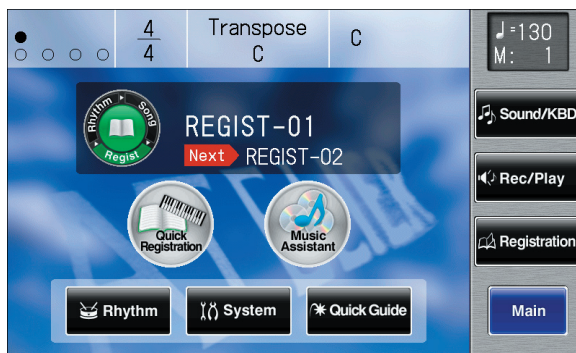 4
4
Transpose
C
C
♩=130
M: 1
Rhythm
Song
Regist
REGIST-01
Next REGIST-02
Sound/KBD
Rec/Play
Quick
Registration
Music
Assistant
Registration
Rhythm
System
Quick Guide
Main
ATELIER